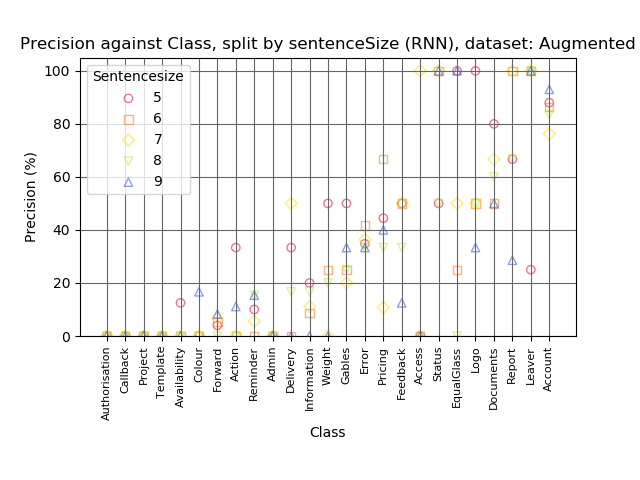 Precision against Class, split by sentenceSize (RNN), dataset: Augmented
Precision (%)
100
80
60
40
20
0
Sentencesize
5
6
7
8
9
Authorisation
Callback
Project
Template
Availability
Colour
Forward
Action
Reminder
Admin
Delivery
Information
Weight
Gables
Error
Pricing
Feedback
Access
Status
EqualGlass
Logo
Documents
Report
Leaver
Account
Class